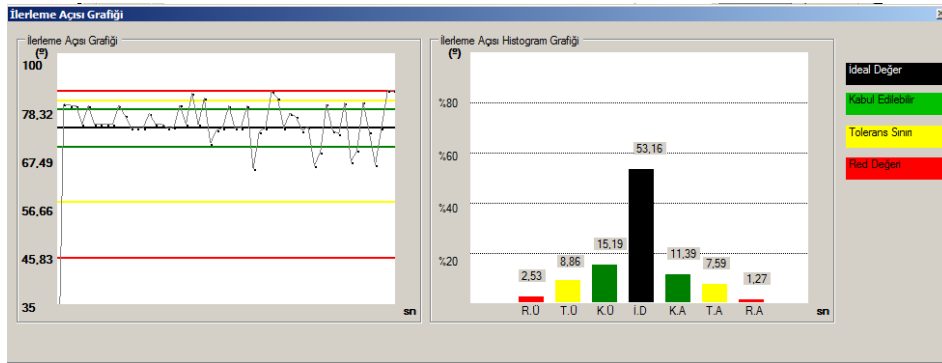 İlerleme Açısı Grafiği
İlerleme Açısı Grafiği
(º)
100
78,32
67,49
56,66
45,83
35
sn
İlerleme Açısı Histogram Grafiği
(º)
%80
%60
%40
%20
2,53
8,86
15,19
53,16
11,39
7,59
1,27
R.Ü
T.Ü
K.Ü
İ.D
K.A
T.A
R.A
sn
İdeal Değer
Kabul Edilebilir
Tolerans Sınırı
Red Değeri